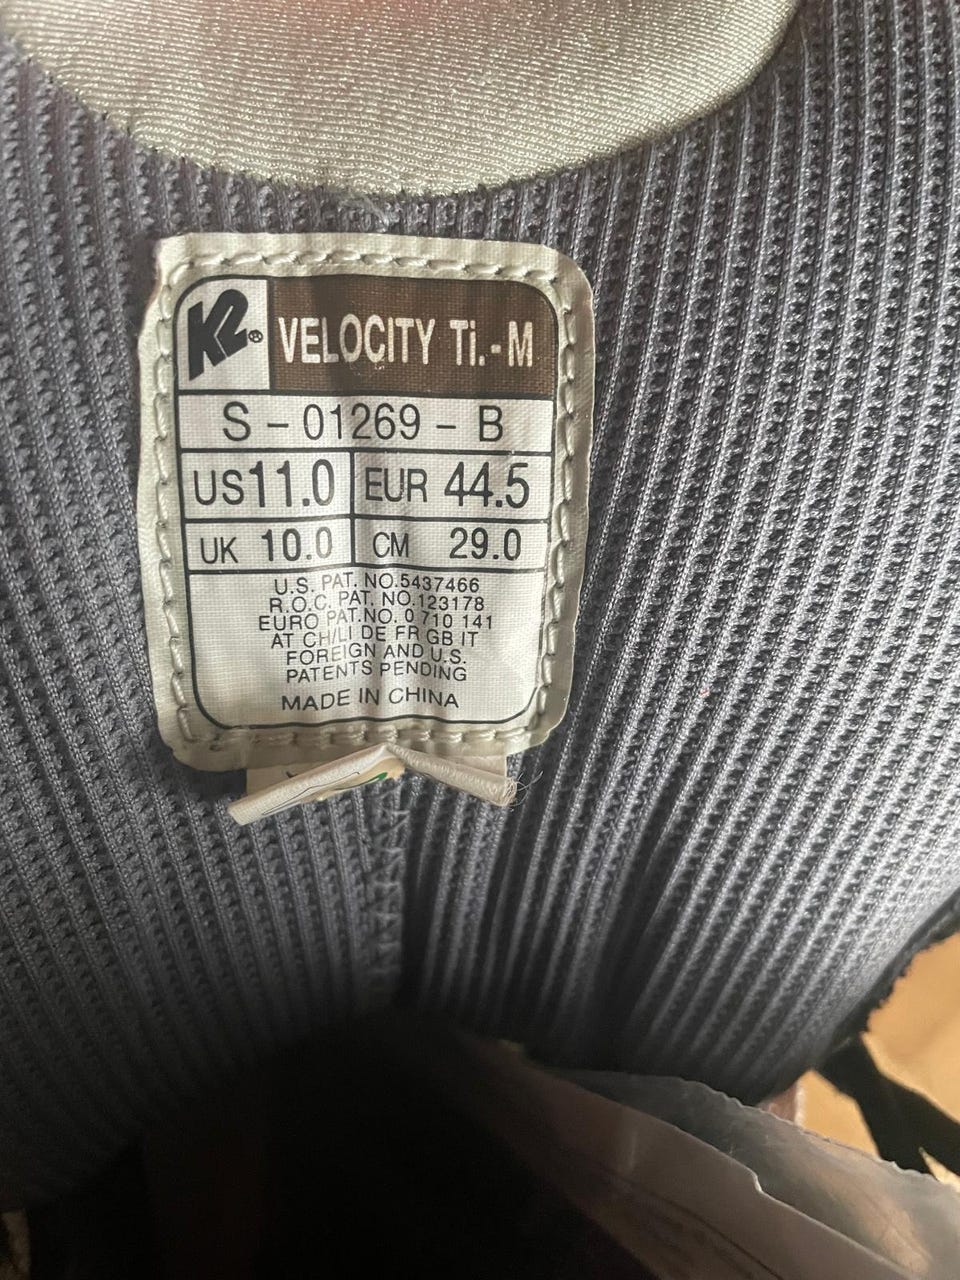 K2® VELOCITY Ti.-M
S - 01269 - B
US 11.0 EUR 44.5
UK 10.0 CM 29.0
U.S. PAT. NO.5437466
R.O.C. PAT. NO.123178
EURO PAT.NO. 0 710 141
AT CH/LI DE FR GB IT
FOREIGN AND U.S.
PATENTS PENDING
MADE IN CHINA